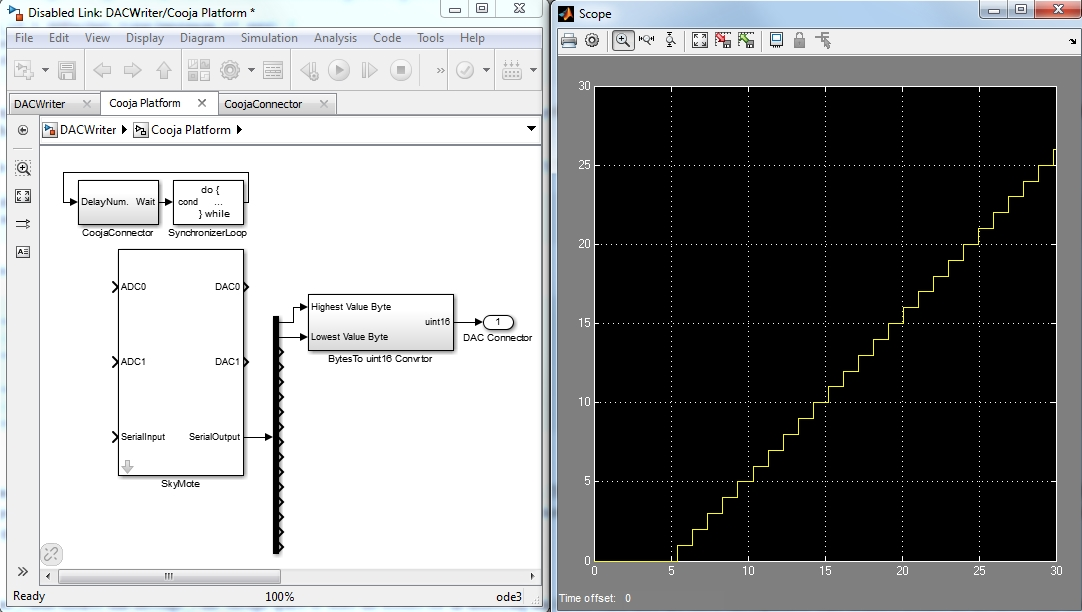 Disabled Link: DACWriter/Cooja Platform *
File Edit View Display Diagram Simulation Analysis Code Tools Help
DACWriter
Cooja Platform
CoojaConnector
DACWriter Cooja Platform
DelayNum. Wait
CoojaConnector
do {
cond ...
} while
SynchronizerLoop
ADC0 DAC0
ADC1 DAC1
SerialInput SerialOutput
SkyMote
Highest Value Byte
uint16
Lowest Value Byte
BytesTo uint16 Convrtor
1
DAC Connector
Ready 100% ode3
Scope
30
25
20
15
10
5
0
0 5 10 15 20 25 30
Time offset: 0